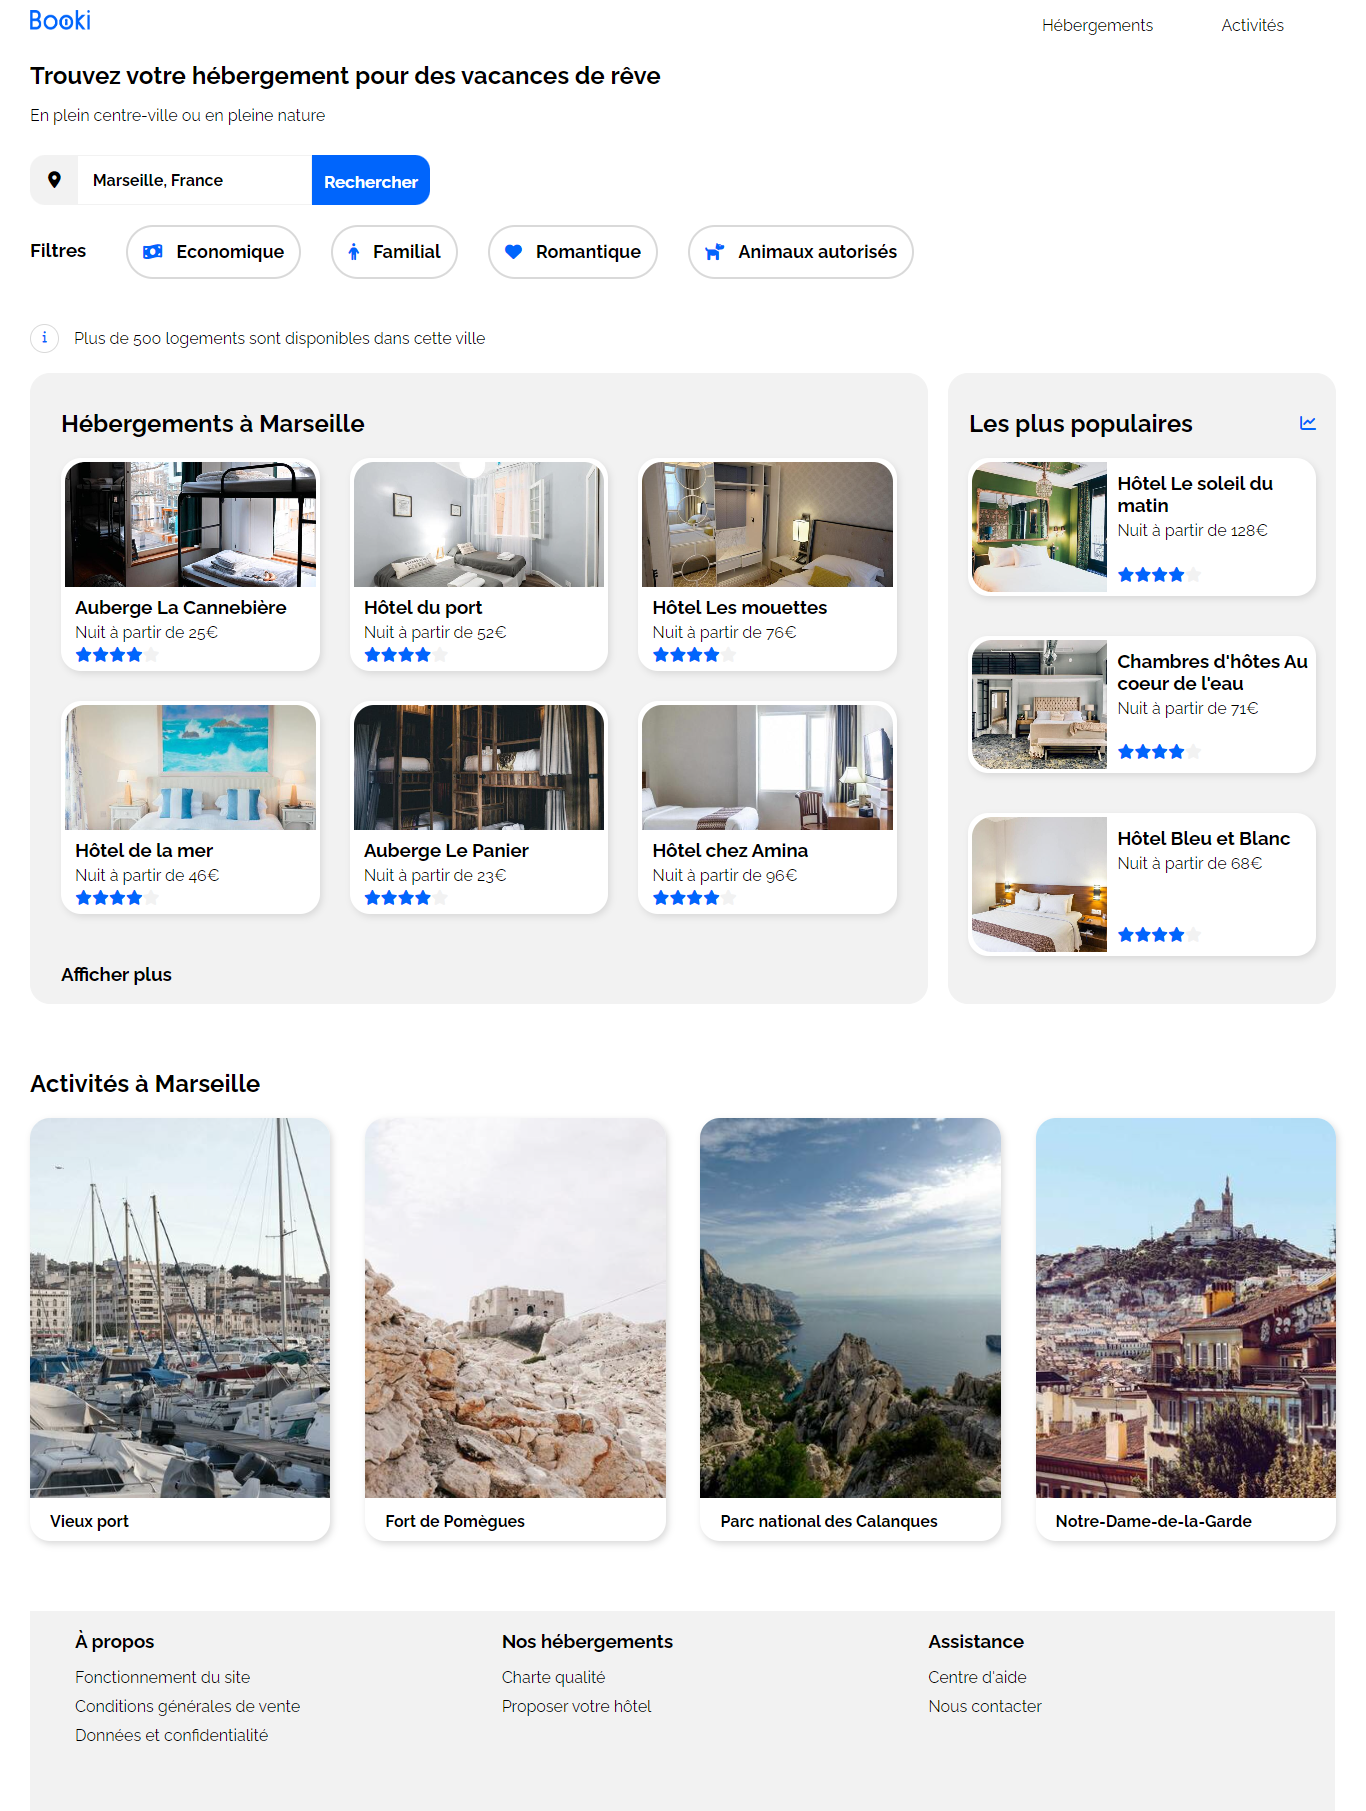 Booki
Hébergements
Activités
Trouvez votre hébergement pour des vacances de rêve
En plein centre-ville ou en pleine nature
Marseille, France
Rechercher
Filtres
Economique
Familial
Romantique
Animaux autorisés
Plus de 500 logements sont disponibles dans cette ville
Hébergements à Marseille
Auberge La Cannebière
Nuit à partir de 25€
Hôtel du port
Nuit à partir de 52€
Hôtel Les mouettes
Nuit à partir de 76€
Hôtel de la mer
Nuit à partir de 46€
Auberge Le Panier
Nuit à partir de 23€
Hôtel chez Amina
Nuit à partir de 96€
Afficher plus
Les plus populaires
Hôtel Le soleil du
matin
Nuit à partir de 128€
Chambres d'hôtes Au
coeur de l'eau
Nuit à partir de 71€
Hôtel Bleu et Blanc
Nuit à partir de 68€
Activités à Marseille
Vieux port
Fort de Pomègues
Parc national des Calanques
Notre-Dame-de-la-Garde
À propos
Fonctionnement du site
Conditions générales de vente
Données et confidentialité
Nos hébergements
Charte qualité
Proposer votre hôtel
Assistance
Centre d'aide
Nous contacter